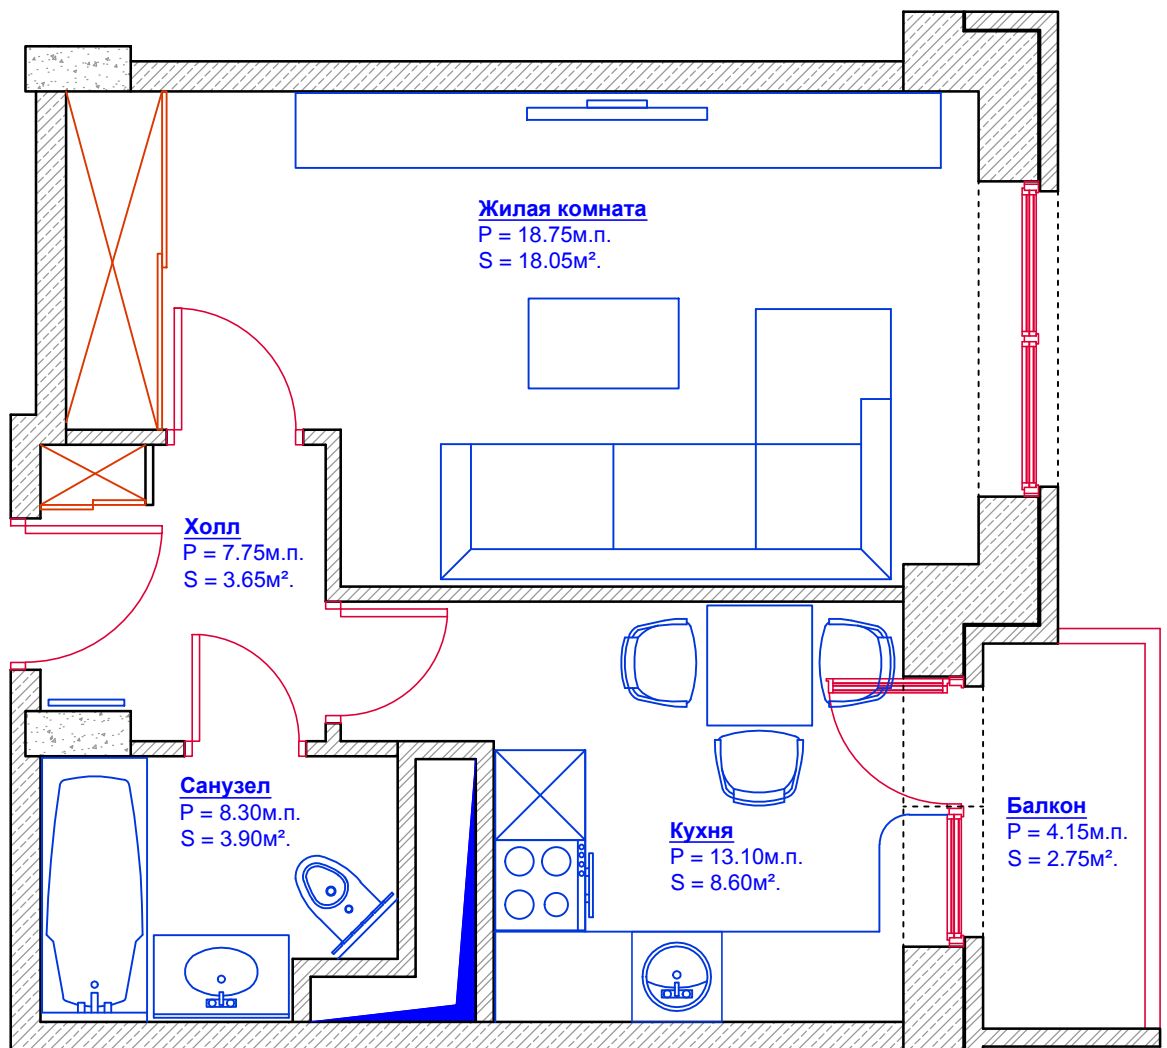 Жилая комната
P = 18.75м.п.
S = 18.05м².
Холл
P = 7.75м.п.
S = 3.65м².
Санузел
P = 8.30м.п.
S = 3.90м².
Кухня
P = 13.10м.п.
S = 8.60м².
Балкон
P = 4.15м.п.
S = 2.75м².